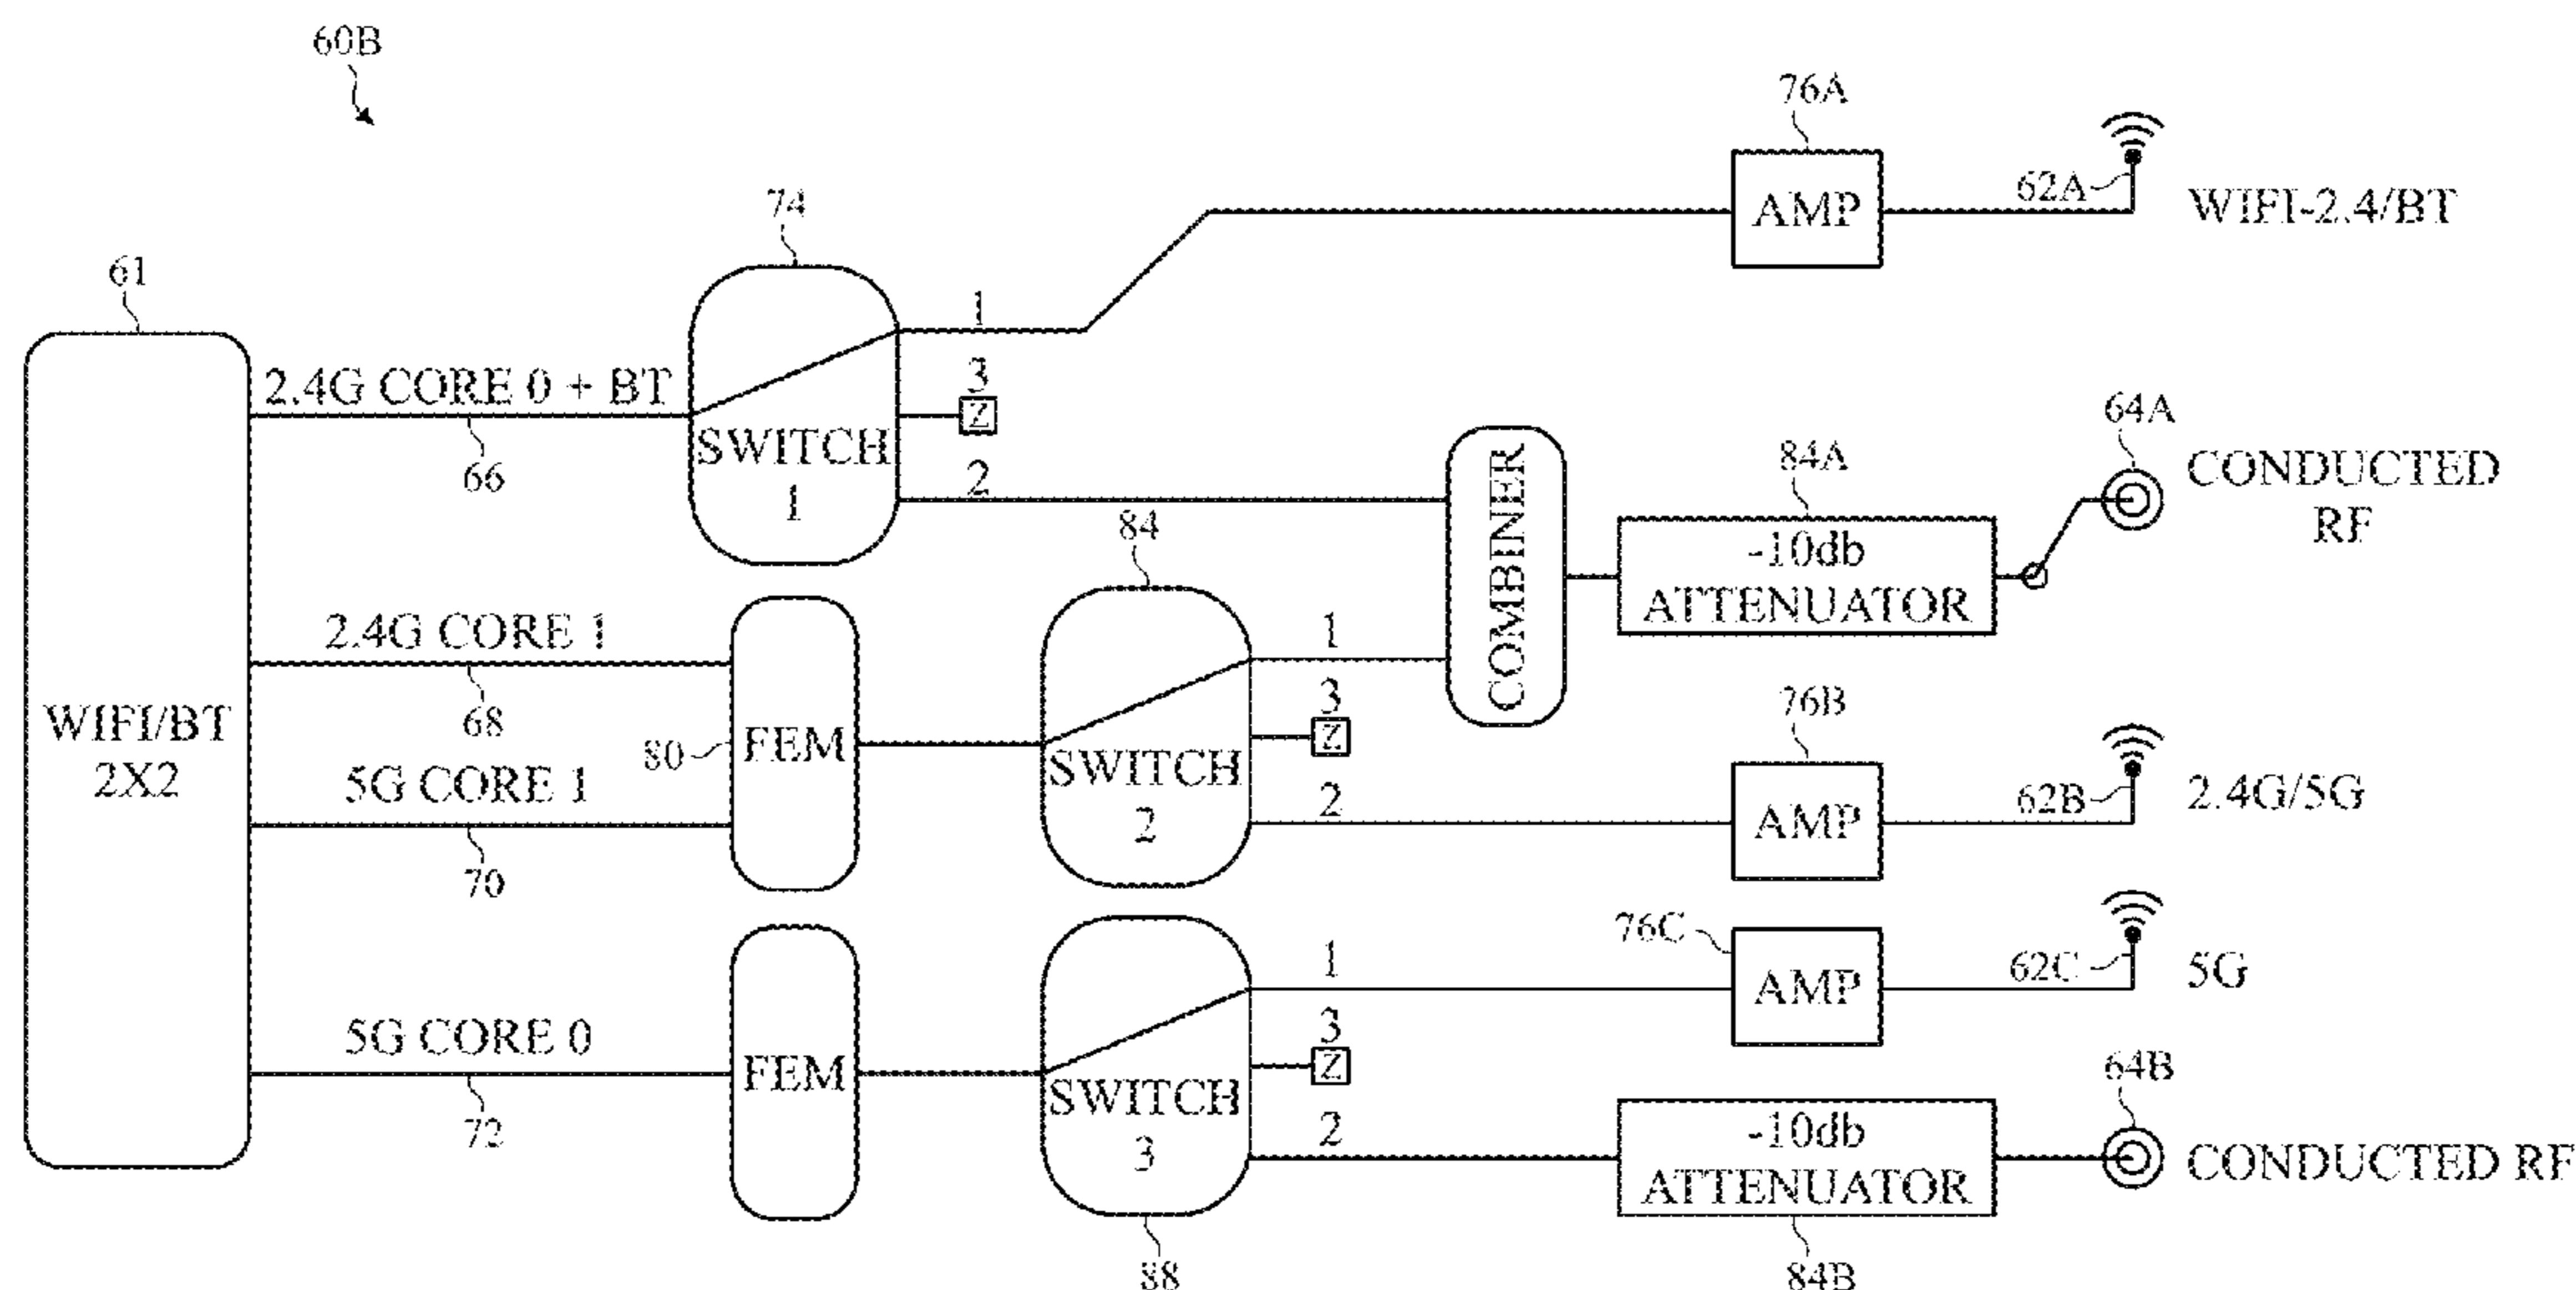 60B
76A
AMP
62A
WIFI-2.4/BT
74
61
1
2.4G CORE 0 + BT
3
Z
66
SWITCH
1
2
64A
CONDUCTED
RF
84A
-10db
ATTENUATOR
COMBINER
84
2.4G CORE 1
68
1
3
Z
WIFI/BT
2X2
80
FEM
SWITCH
2
2
5G CORE 1
70
76B
AMP
62B
2.4G/5G
76C
AMP
62C
5G
1
3
Z
5G CORE 0
72
FEM
SWITCH
3
2
64B
-10db
ATTENUATOR
CONDUCTED RF
88
84B